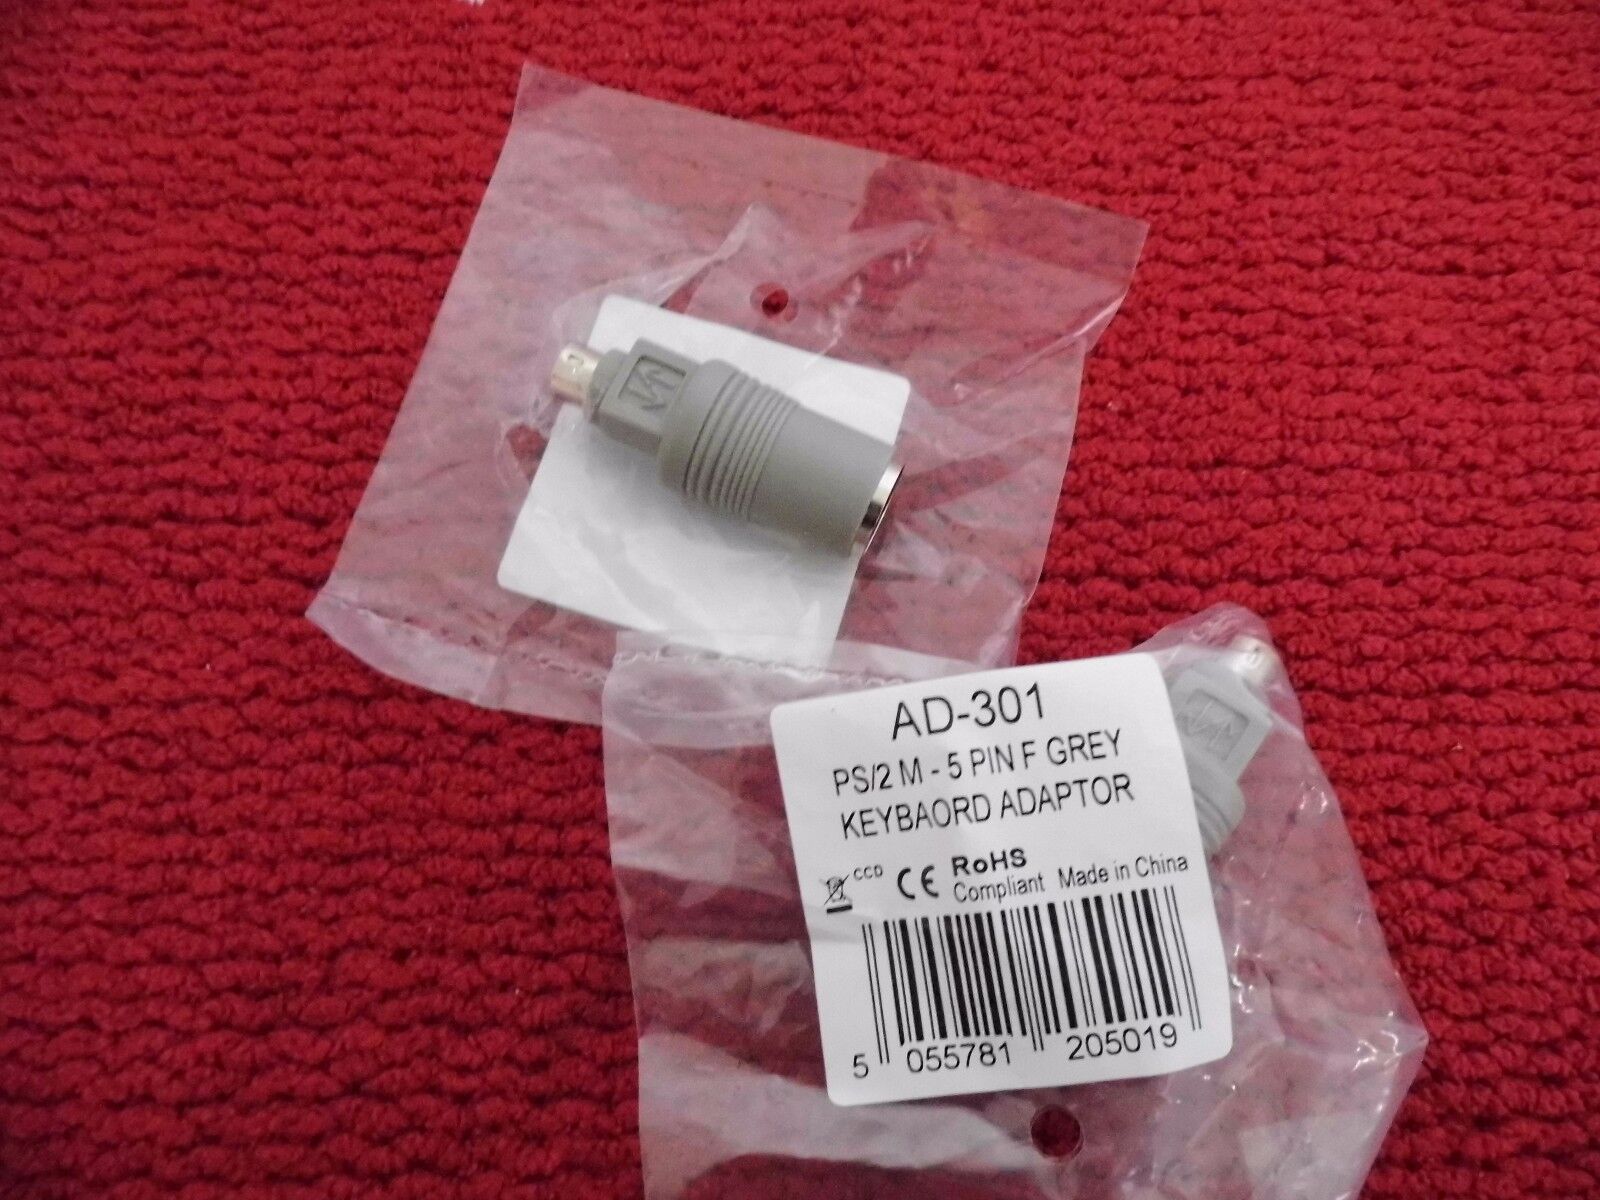 AD-301
PS/2 M - 5 PIN F GREY
KEYBAORD ADAPTOR
CCD CE RoHS
Compliant Made in China
5 055781 205019